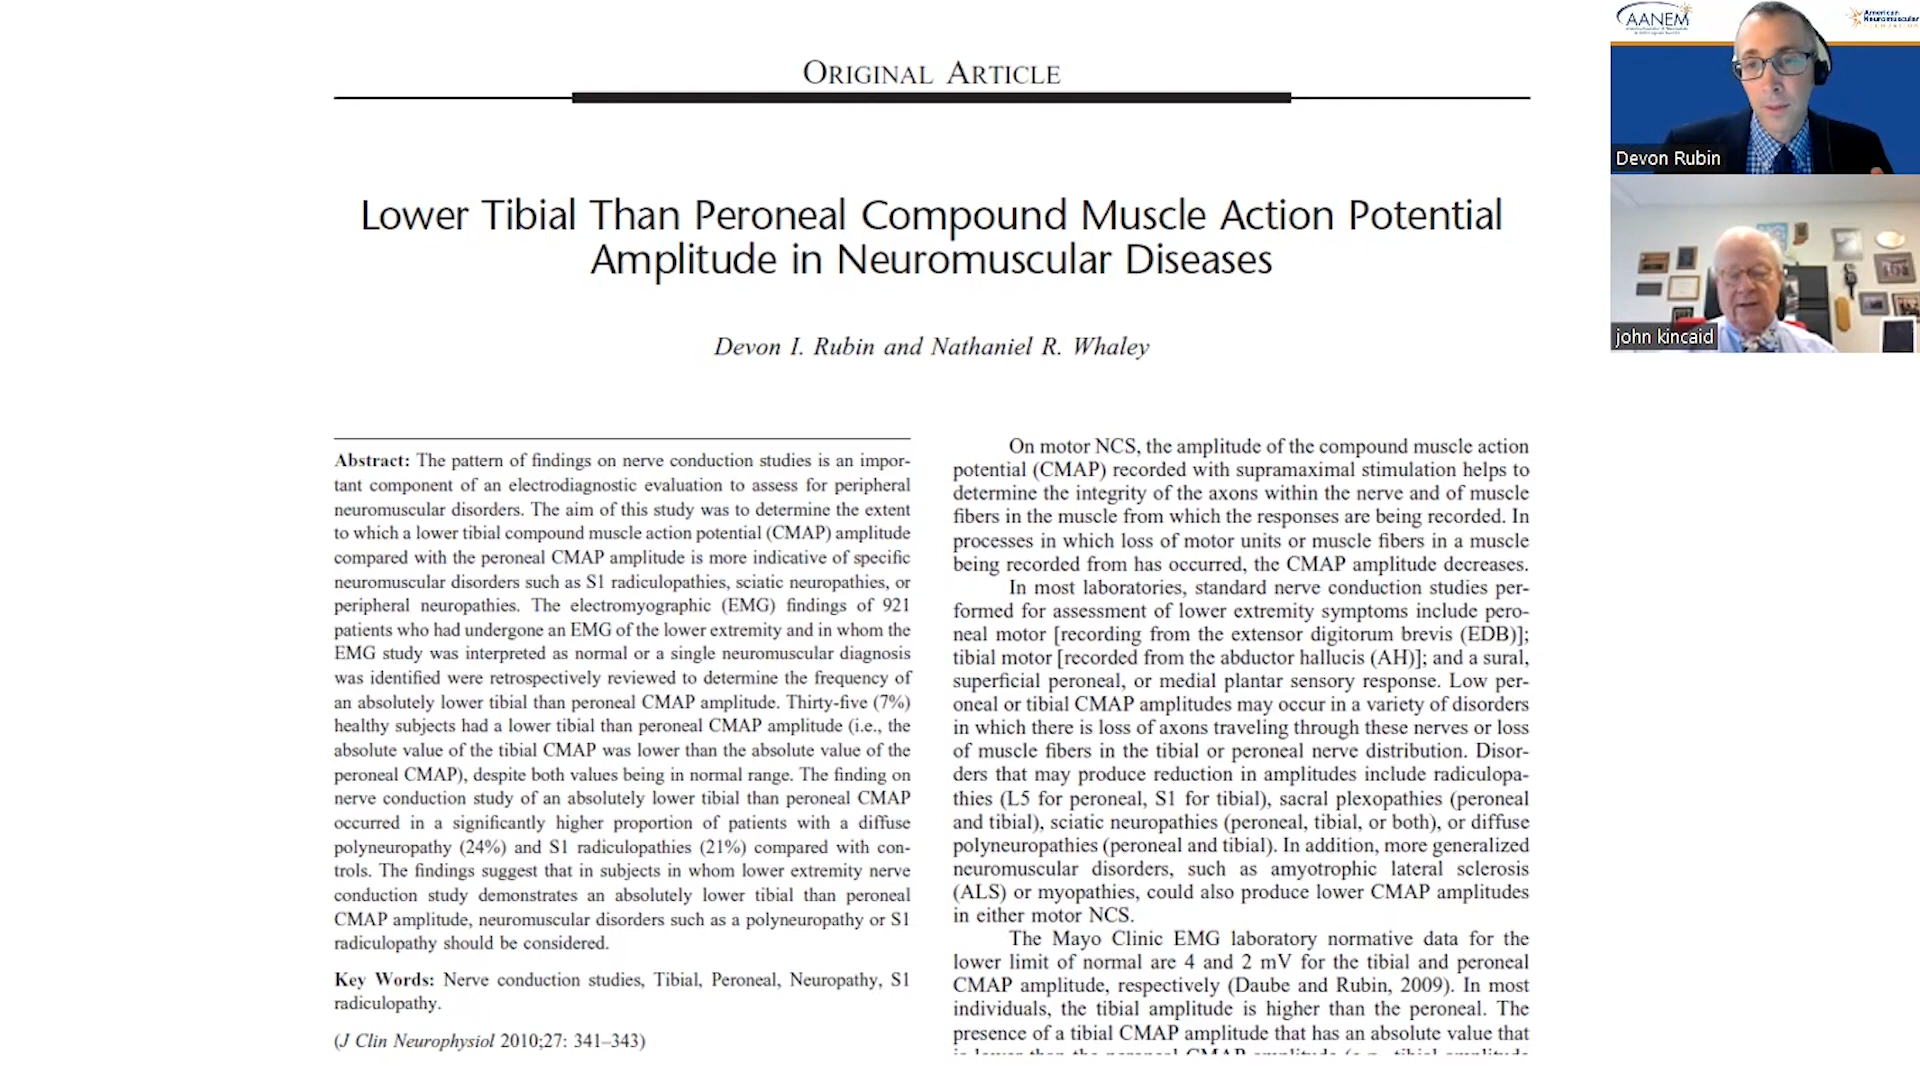 ORIGINAL ARTICLE
Lower Tibial Than Peroneal Compound Muscle Action Potential
Amplitude in Neuromuscular Diseases
Devon I. Rubin and Nathaniel R. Whaley
Abstract: The pattern of findings on nerve conduction studies is an impor-
tant component of an electrodiagnostic evaluation to assess for peripheral
neuromuscular disorders. The aim of this study was to determine the extent
to which a lower tibial compound muscle action potential (CMAP) amplitude
compared with the peroneal CMAP amplitude is more indicative of specific
neuromuscular disorders such as S1 radiculopathies, sciatic neuropathies, or
peripheral neuropathies. The electromyographic (EMG) findings of 921
patients who had undergone an EMG of the lower extremity and in whom the
EMG study was interpreted as normal or a single neuromuscular diagnosis
was identified were retrospectively reviewed to determine the frequency of
an absolutely lower tibial than peroneal CMAP amplitude. Thirty-five (7%)
healthy subjects had a lower tibial than peroneal CMAP amplitude (i.e., the
absolute value of the tibial CMAP was lower than the absolute value of the
peroneal CMAP), despite both values being in normal range. The finding on
nerve conduction study of an absolutely lower tibial than peroneal CMAP
occurred in a significantly higher proportion of patients with a diffuse
polyneuropathy (24%) and S1 radiculopathies (21%) compared with con-
trols. The findings suggest that in subjects in whom lower extremity nerve
conduction study demonstrates an absolutely lower tibial than peroneal
CMAP amplitude, neuromuscular disorders such as a polyneuropathy or S1
radiculopathy should be considered.
Key Words: Nerve conduction studies, Tibial, Peroneal, Neuropathy, S1
radiculopathy.
(J Clin Neurophysiol 2010;27: 341–343)
On motor NCS, the amplitude of the compound muscle action
potential (CMAP) recorded with supramaximal stimulation helps to
determine the integrity of the axons within the nerve and of muscle
fibers in the muscle from which the responses are being recorded. In
processes in which loss of motor units or muscle fibers in a muscle
being recorded from has occurred, the CMAP amplitude decreases.
In most laboratories, standard nerve conduction studies per-
formed for assessment of lower extremity symptoms include pero-
neal motor [recording from the extensor digitorum brevis (EDB)];
tibial motor [recorded from the abductor hallucis (AH)]; and a sural,
superficial peroneal, or medial plantar sensory response. Low per-
oneal or tibial CMAP amplitudes may occur in a variety of disorders
in which there is loss of axons traveling through these nerves or loss
of muscle fibers in the tibial or peroneal nerve distribution. Disor-
ders that may produce reduction in amplitudes include radiculopa-
thies (L5 for peroneal, S1 for tibial), sacral plexopathies (peroneal
and tibial), sciatic neuropathies (peroneal, tibial, or both), or diffuse
polyneuropathies (peroneal and tibial). In addition, more generalized
neuromuscular disorders, such as amyotrophic lateral sclerosis
(ALS) or myopathies, could also produce lower CMAP amplitudes
in either motor NCS.
The Mayo Clinic EMG laboratory normative data for the
lower limit of normal are 4 and 2 mV for the tibial and peroneal
CMAP amplitude, respectively (Daube and Rubin, 2009). In most
individuals, the tibial amplitude is higher than the peroneal. The
presence of a tibial CMAP amplitude that has an absolute value that
AANEM
American
Neuromuscular
Devon Rubin
john kincaid